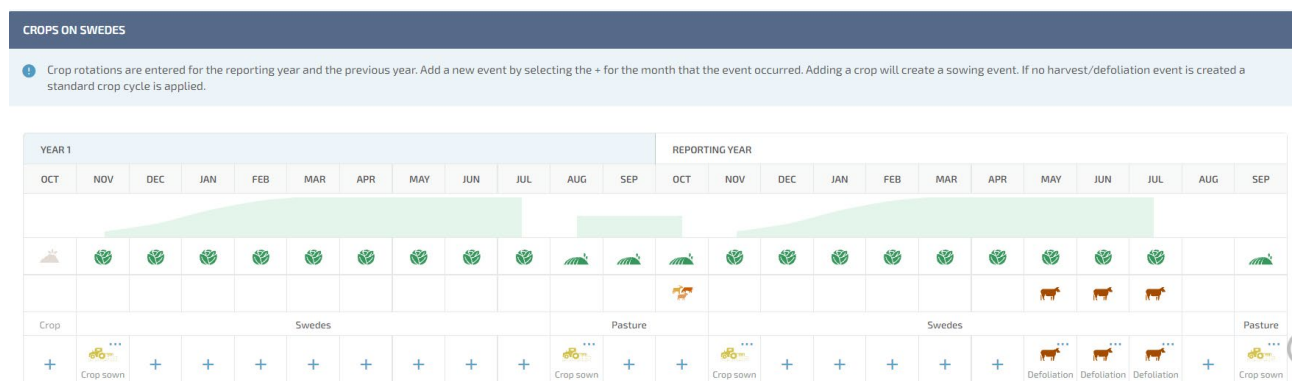 CROPS ON SWEDES
Crop rotations are entered for the reporting year and the previous year. Add a new event by selecting the + for the month that the event occurred. Adding a crop will create a sowing event. If no harvest/defoliation event is created a
standard crop cycle is applied.
YEAR 1 REPORTING YEAR
OCT NOV DEC JAN FEB MAR APR MAY JUN JUL AUG SEP OCT NOV DEC JAN FEB MAR APR MAY JUN JUL AUG SEP
Crop Swedes Pasture Swedes Pasture
+ + + + + + + + + + + + + + + + + +
Crop sown Crop sown Crop sown Defoliation Defoliation Defoliation Crop sown